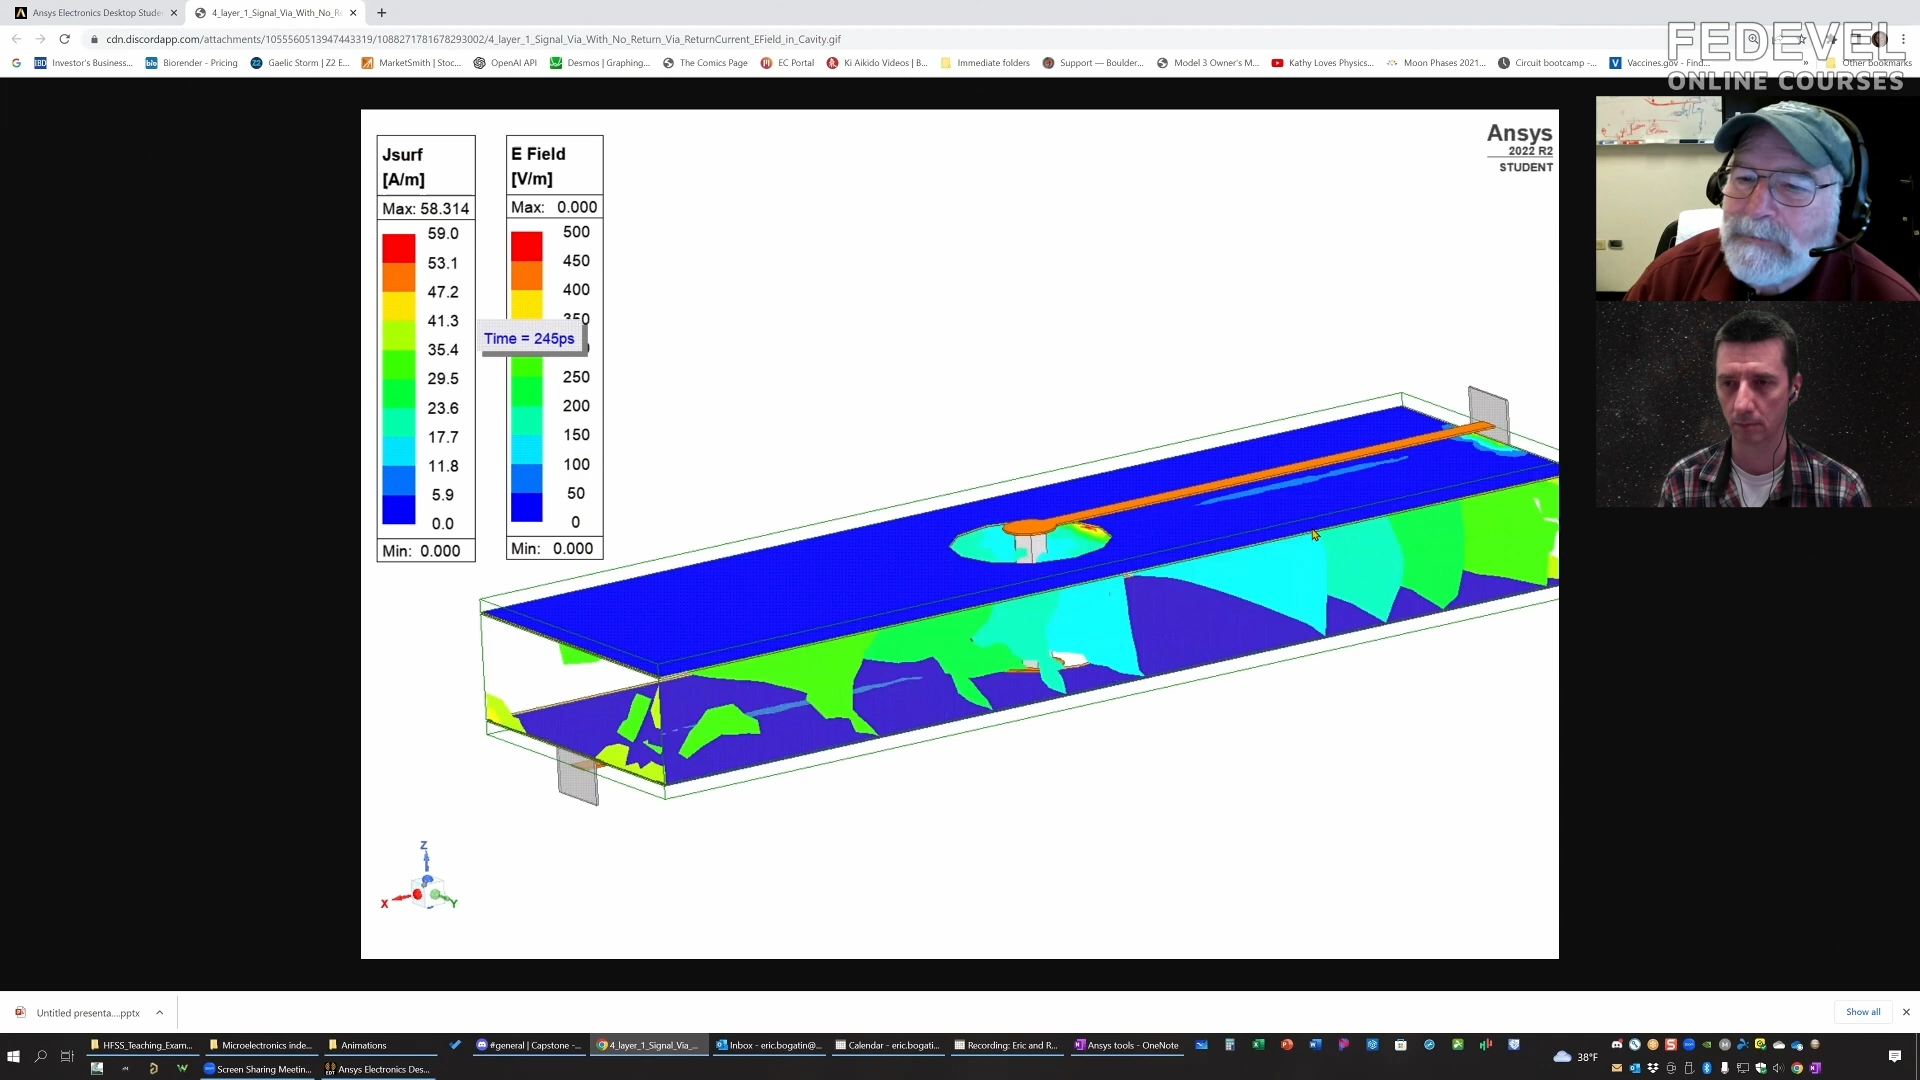 Ansys Electronics Desktop Stude
4_layer_1_Signal_Via_With_No_R
cdn.discordapp.com/attachments/1055560513947443319/1088271781678293002/4_layer_1_Signal_Via_With_No_Return_Via_ReturnCurrent_EField_in_Cavity.gif
Investor's Business...
Biorender - Pricing
Gaelic Storm | Z2 E...
MarketSmith | Stoc...
OpenAI API
Desmos | Graphing...
The Comics Page
EC Portal
Ki Aikido Videos | B...
Immediate folders
Support — Boulder...
Model 3 Owner's M...
Kathy Loves Physics...
Moon Phases 2021...
Circuit bootcamp -...
Vaccines.gov - Find...
Other bookmarks
FEDEVEL
ONLINE COURSES
Jsurf
[A/m]
Max: 58.314
59.0
53.1
47.2
41.3
35.4
29.5
23.6
17.7
11.8
5.9
0.0
Min: 0.000
E Field
[V/m]
Max: 0.000
500
450
400
350
250
200
150
100
50
0
Min: 0.000
Time = 245ps
Ansys
2022 R2
STUDENT
Z
X
Y
Untitled presenta....pptx
Show all
HFSS_Teaching_Exam...
Microelectronics inde...
Animations
#general | Capstone -...
4_layer_1_Signal_Via_...
Inbox - eric.bogatin@...
Calendar - eric.bogati...
Recording: Eric and R...
Ansys tools - OneNote
38°F
Screen Sharing Meetin...
Ansys Electronics Des...